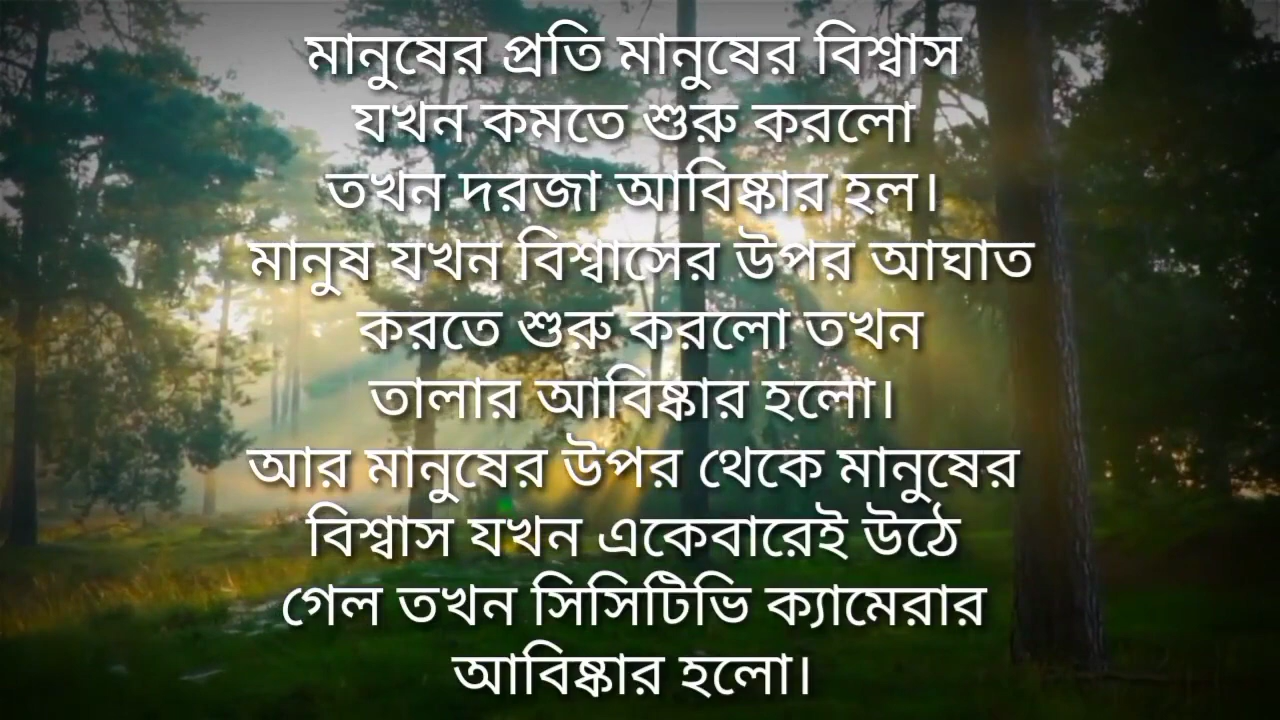 মানুষের প্রতি মানুষের বিশ্বাস
যখন কমতে শুরু করলো
তখন দরজা আবিষ্কার হল।
মানুষ যখন বিশ্বাসের উপর আঘাত
করতে শুরু করলো তখন
তালার আবিষ্কার হলো।
আর মানুষের উপর থেকে মানুষের
বিশ্বাস যখন একেবারেই উঠে
গেল তখন সিসিটিভি ক্যামেরার
আবিষ্কার হলো।